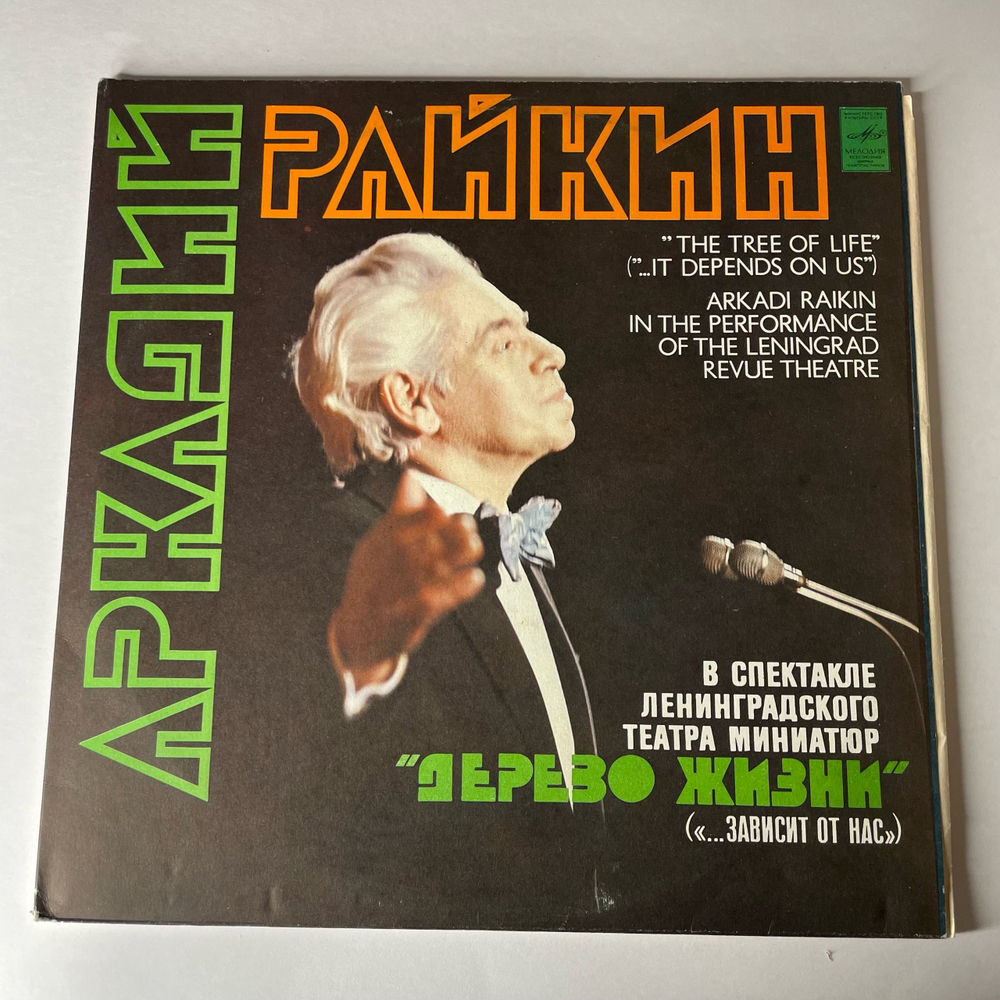 АРКАДИЙ
РАЙКИН
МЕЛОДИЯ
"THE TREE OF LIFE"
("...IT DEPENDS ON US")
ARKADI RAIKIN
IN THE PERFORMANCE
OF THE LENINGRAD
REVUE THEATRE
В СПЕКТАКЛЕ
ЛЕНИНГРАДСКОГО
ТЕАТРА МИНИАТЮР
"ДЕРЕВО ЖИЗНИ"
(«...ЗАВИСИТ ОТ НАС»)